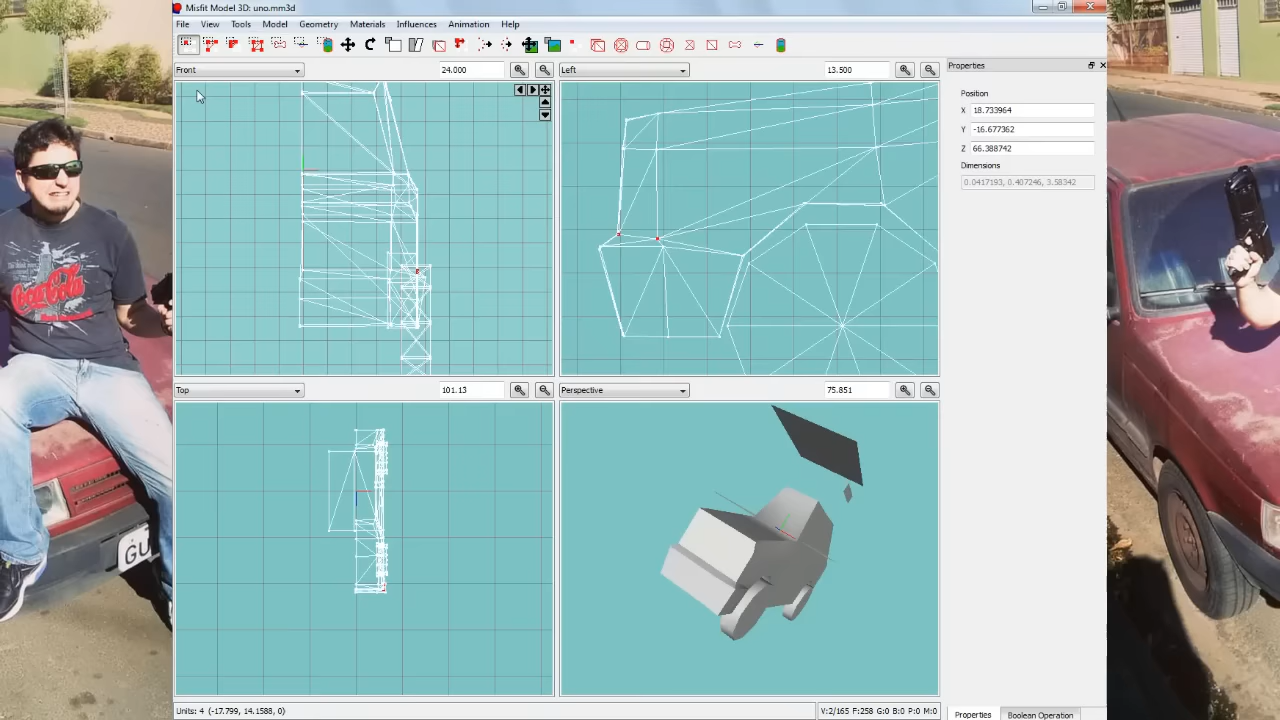 Misfit Model 3D: uno.mm3d
File View Tools Model Geometry Materials Influences Animation Help
Front 24.000
Left 13.500
Properties
Position
X 18.733964
Y -16.677362
Z 66.388742
Dimensions
0.0417193, 0.407246, 3.58342
Top 101.13
Perspective 75.851
Coca-Cola
GU
Units: 4 (-17.799, 14.1588, 0)
V:2/165 F:258 G:0 B:0 P:0 M:0
Properties Boolean Operation